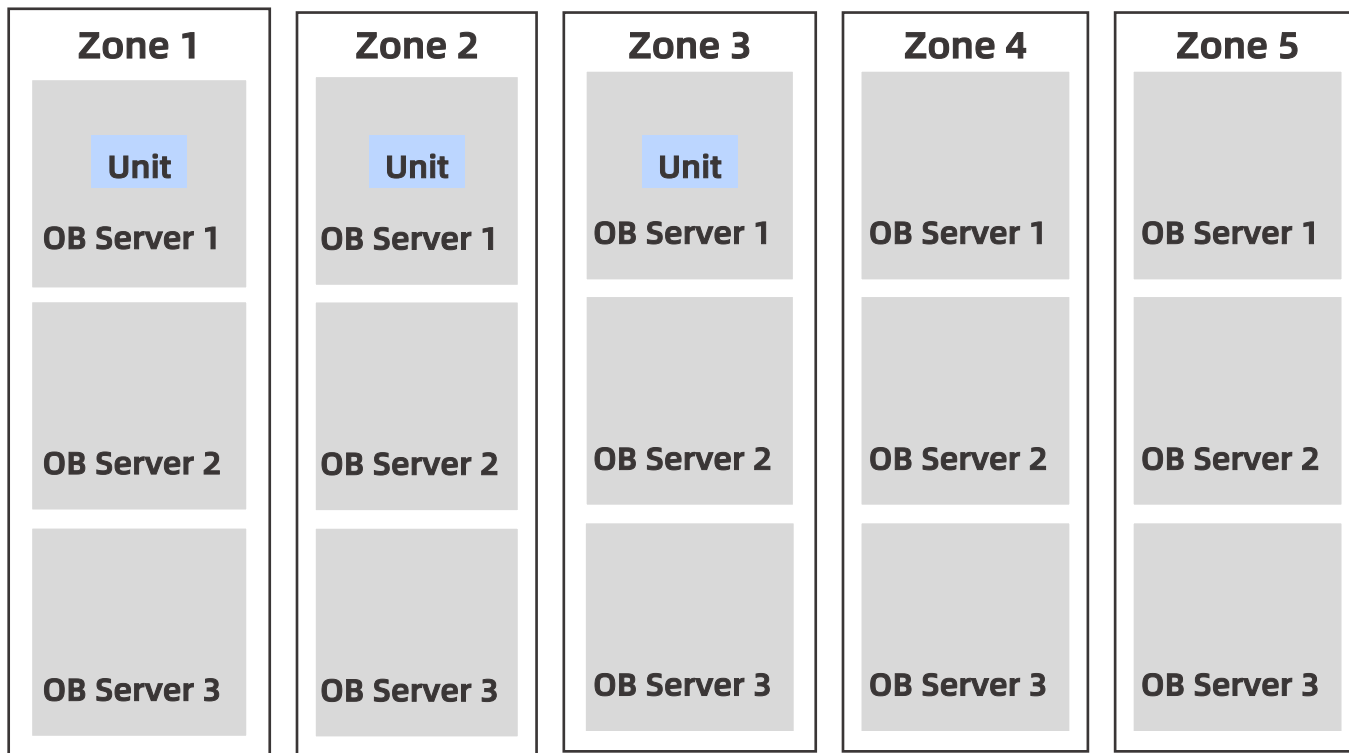 Zone 1
Unit
OB Server 1
OB Server 2
OB Server 3
Zone 2
Unit
OB Server 1
OB Server 2
OB Server 3
Zone 3
Unit
OB Server 1
OB Server 2
OB Server 3
Zone 4
OB Server 1
OB Server 2
OB Server 3
Zone 5
OB Server 1
OB Server 2
OB Server 3